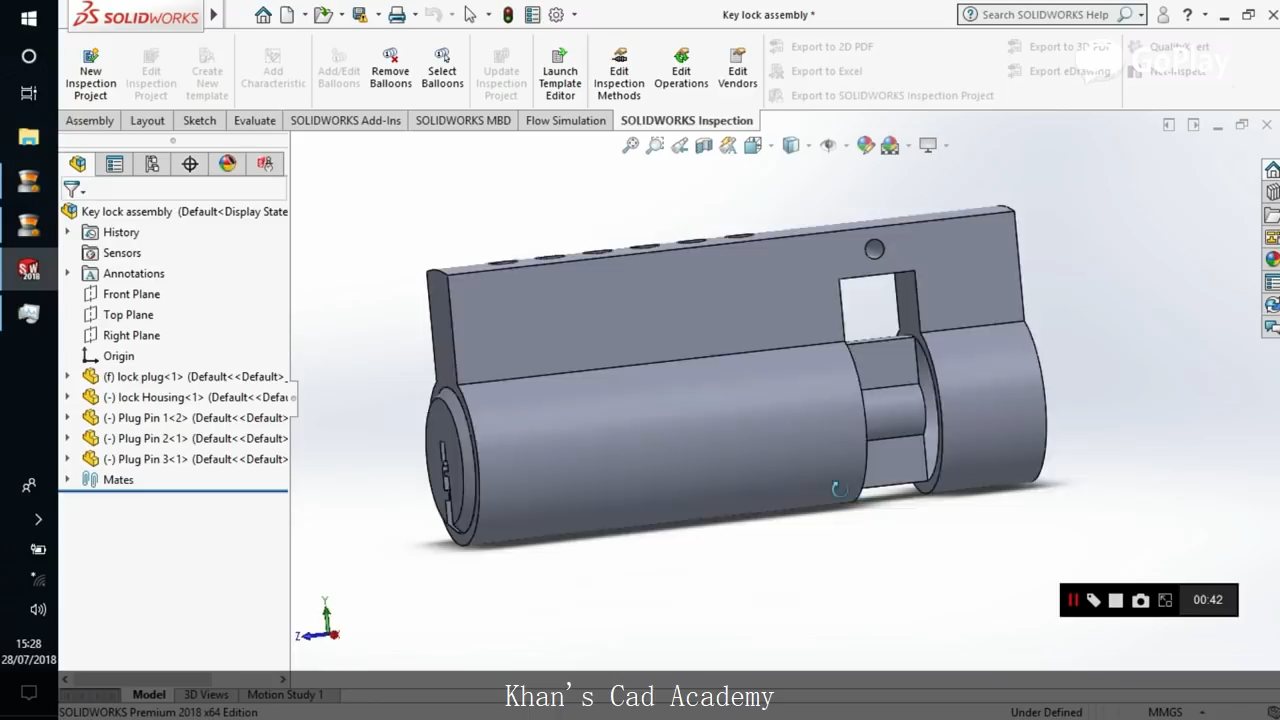 SOLIDWORKS
Key lock assembly *
Search SOLIDWORKS Help
New Inspection Project
Edit Inspection Project
Create New template
Add Characteristic
Add/Edit Balloons
Remove Balloons
Select Balloons
Update Inspection Project
Launch Template Editor
Edit Inspection Methods
Edit Operations
Edit Vendors
Export to 2D PDF
Export to Excel
Export to SOLIDWORKS Inspection Project
Export to 3D PDF
Export eDrawing
GoPlay
Assembly Layout Sketch Evaluate SOLIDWORKS Add-Ins SOLIDWORKS MBD Flow Simulation SOLIDWORKS Inspection
Key lock assembly (Default<Display State
History
Sensors
Annotations
Front Plane
Top Plane
Right Plane
Origin
(f) lock plug<1> (Default<<Default>_
(-) lock Housing<1> (Default<<Defau
(-) Plug Pin 1<2> (Default<<Default>
(-) Plug Pin 2<1> (Default<<Default>
(-) Plug Pin 3<1> (Default<<Default>
Mates
Y
Z
00:42
SW
2018
15:28
28/07/2018
Model 3D Views Motion Study 1
Khan's Cad Academy
SOLIDWORKS Premium 2018 x64 Edition
Under Defined
MMGS